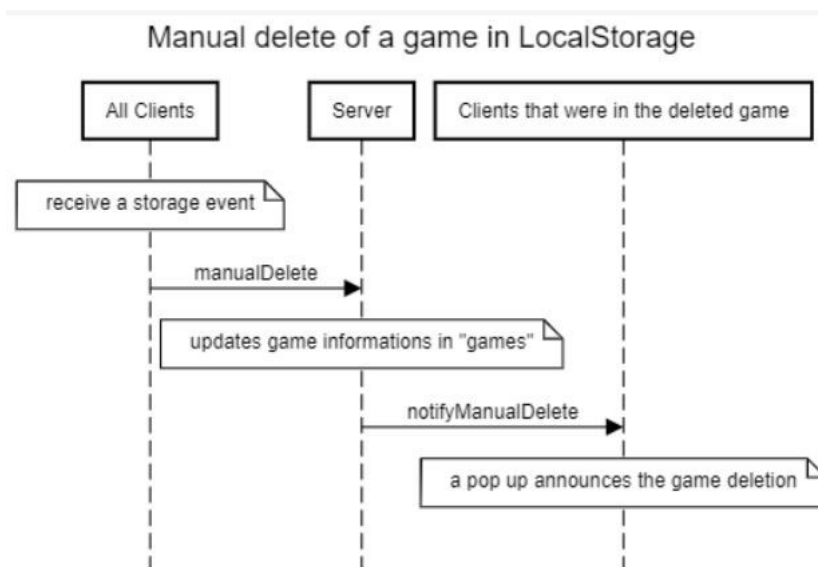 Manual delete of a game in LocalStorage
All Clients
Server
Clients that were in the deleted game
receive a storage event
manualDelete
updates game informations in "games"
notifyManualDelete
a pop up announces the game deletion